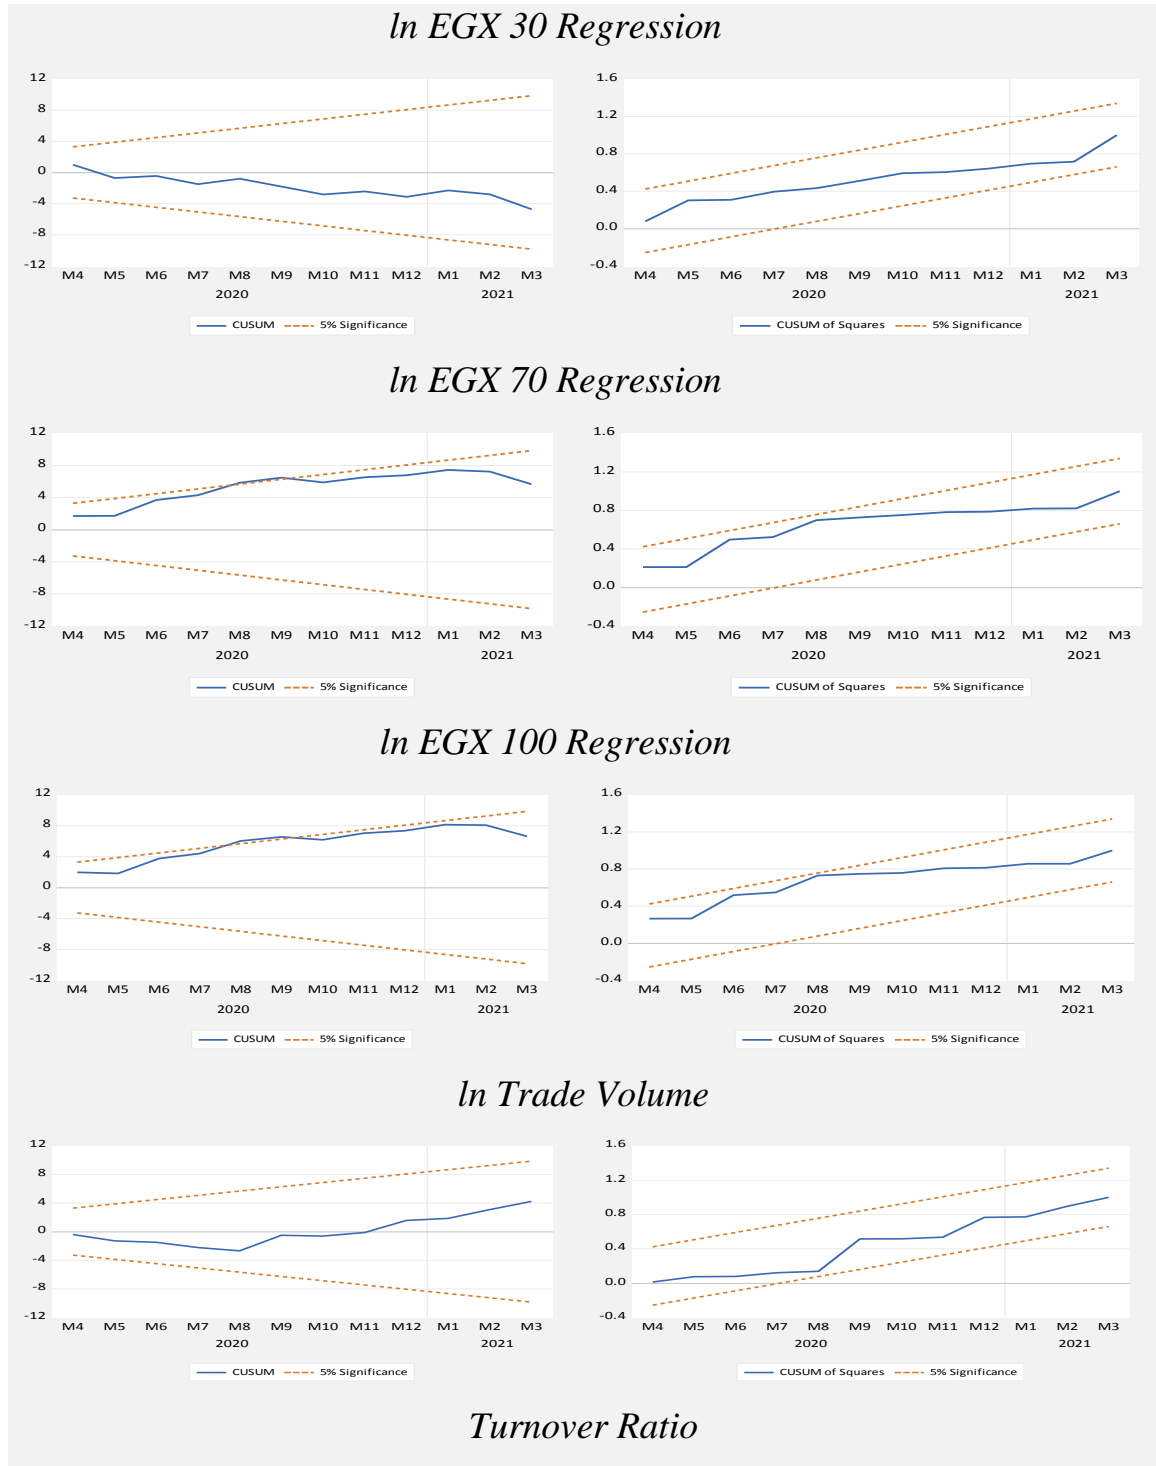 ln EGX 30 Regression
12
8
4
0
-4
-8
-12
M4 M5 M6 M7 M8 M9 M10 M11 M12 M1 M2 M3
2020 2021
CUSUM 5% Significance
1.6
1.2
0.8
0.4
0.0
-0.4
M4 M5 M6 M7 M8 M9 M10 M11 M12 M1 M2 M3
2020 2021
CUSUM of Squares 5% Significance
ln EGX 70 Regression
12
8
4
0
-4
-8
-12
M4 M5 M6 M7 M8 M9 M10 M11 M12 M1 M2 M3
2020 2021
CUSUM 5% Significance
1.6
1.2
0.8
0.4
0.0
-0.4
M4 M5 M6 M7 M8 M9 M10 M11 M12 M1 M2 M3
2020 2021
CUSUM of Squares 5% Significance
ln EGX 100 Regression
12
8
4
0
-4
-8
-12
M4 M5 M6 M7 M8 M9 M10 M11 M12 M1 M2 M3
2020 2021
CUSUM 5% Significance
1.6
1.2
0.8
0.4
0.0
-0.4
M4 M5 M6 M7 M8 M9 M10 M11 M12 M1 M2 M3
2020 2021
CUSUM of Squares 5% Significance
ln Trade Volume
12
8
4
0
-4
-8
-12
M4 M5 M6 M7 M8 M9 M10 M11 M12 M1 M2 M3
2020 2021
CUSUM 5% Significance
1.6
1.2
0.8
0.4
0.0
-0.4
M4 M5 M6 M7 M8 M9 M10 M11 M12 M1 M2 M3
2020 2021
CUSUM of Squares 5% Significance
Turnover Ratio